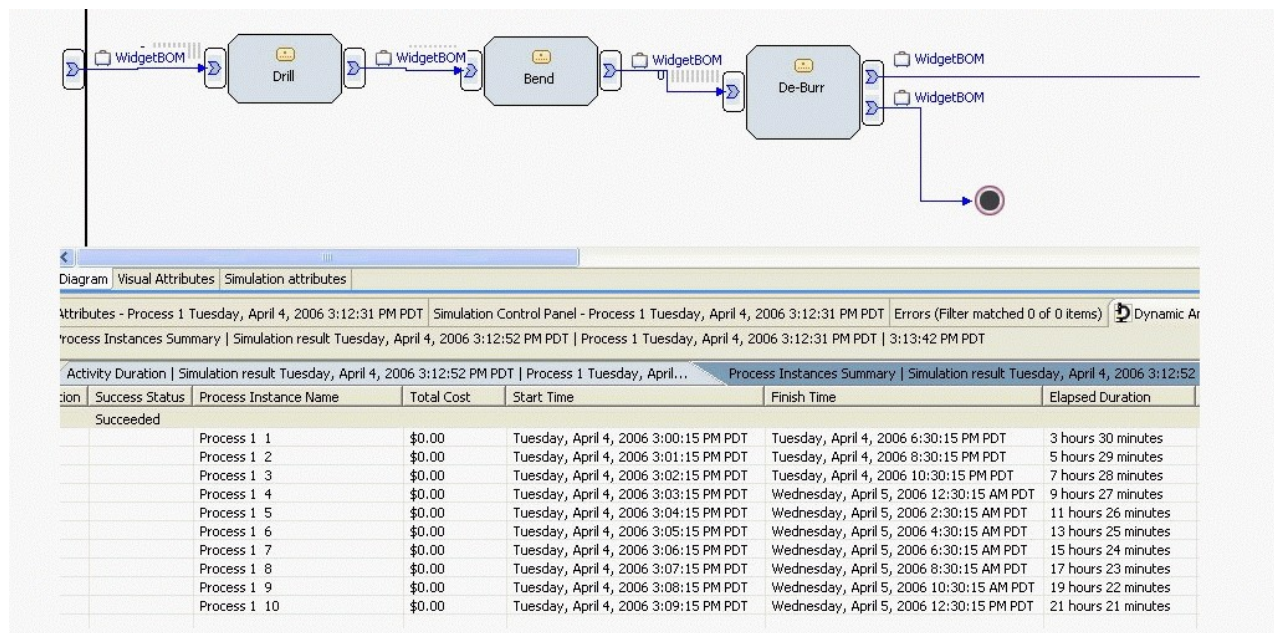 WidgetBOM WidgetBOM WidgetBOM WidgetBOM
Drill Bend De-Burr
WidgetBOM
Diagram Visual Attributes Simulation attributes
Attributes - Process 1 Tuesday, April 4, 2006 3:12:31 PM PDT Simulation Control Panel - Process 1 Tuesday, April 4, 2006 3:12:31 PM PDT Errors (Filter matched 0 of 0 items) Dynamic Ar
Process Instances Summary | Simulation result Tuesday, April 4, 2006 3:12:52 PM PDT | Process 1 Tuesday, April 4, 2006 3:12:31 PM PDT | 3:13:42 PM PDT
Activity Duration | Simulation result Tuesday, April 4, 2006 3:12:52 PM PDT | Process 1 Tuesday, April... Process Instances Summary | Simulation result Tuesday, April 4, 2006 3:12:52
tion Success Status Process Instance Name Total Cost Start Time Finish Time Elapsed Duration
Succeeded
Process 1 1 $0.00 Tuesday, April 4, 2006 3:00:15 PM PDT Tuesday, April 4, 2006 6:30:15 PM PDT 3 hours 30 minutes
Process 1 2 $0.00 Tuesday, April 4, 2006 3:01:15 PM PDT Tuesday, April 4, 2006 8:30:15 PM PDT 5 hours 29 minutes
Process 1 3 $0.00 Tuesday, April 4, 2006 3:02:15 PM PDT Tuesday, April 4, 2006 10:30:15 PM PDT 7 hours 28 minutes
Process 1 4 $0.00 Tuesday, April 4, 2006 3:03:15 PM PDT Wednesday, April 5, 2006 12:30:15 AM PDT 9 hours 27 minutes
Process 1 5 $0.00 Tuesday, April 4, 2006 3:04:15 PM PDT Wednesday, April 5, 2006 2:30:15 AM PDT 11 hours 26 minutes
Process 1 6 $0.00 Tuesday, April 4, 2006 3:05:15 PM PDT Wednesday, April 5, 2006 4:30:15 AM PDT 13 hours 25 minutes
Process 1 7 $0.00 Tuesday, April 4, 2006 3:06:15 PM PDT Wednesday, April 5, 2006 6:30:15 AM PDT 15 hours 24 minutes
Process 1 8 $0.00 Tuesday, April 4, 2006 3:07:15 PM PDT Wednesday, April 5, 2006 8:30:15 AM PDT 17 hours 23 minutes
Process 1 9 $0.00 Tuesday, April 4, 2006 3:08:15 PM PDT Wednesday, April 5, 2006 10:30:15 AM PDT 19 hours 22 minutes
Process 1 10 $0.00 Tuesday, April 4, 2006 3:09:15 PM PDT Wednesday, April 5, 2006 12:30:15 PM PDT 21 hours 21 minutes